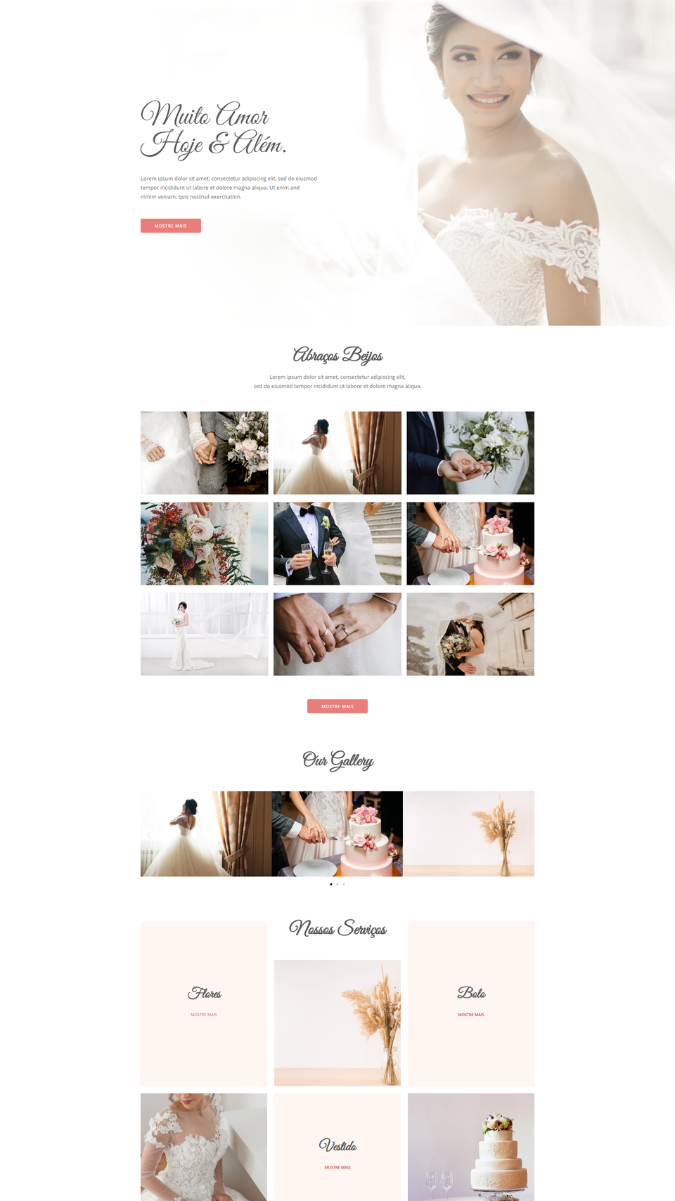 Muito Amor
Hoje & Além.
Lorem ipsum dolor sit amet, consectetur adipiscing elit, sed do eiusmod
tempor incididunt ut labore et dolore magna aliqua. Ut enim and
minim veniam, quis nostrud exercitation.
MOSTRE MAIS
Abraços Beijos
Lorem ipsum dolor sit amet, consectetur adipiscing elit,
sed do eiusmod tempor incididunt ut labore et dolore magna aliqua.
MOSTRE MAIS
Our Gallery
Nossos Serviços
Flores
MOSTRE MAIS
Bolo
MOSTRE MAIS
Vestido
MOSTRE MAIS